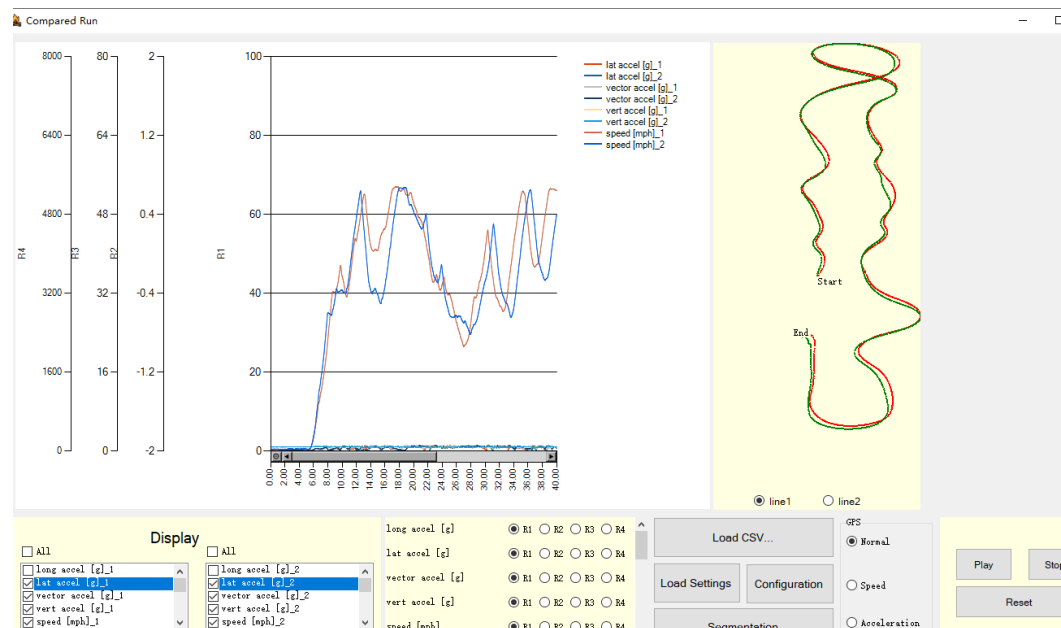 Compared Run
8000 80 2 100
6400 64 1.2 80
4800 48 0.4 60
3200 32 -0.4 40
1600 16 -1.2 20
0 0 -2 0
R4 R3 R2 R1
0.00 2.00 4.00 6.00 8.00 10.00 12.00 14.00 16.00 18.00 20.00 22.00 24.00 26.00 28.00 30.00 32.00 34.00 36.00 38.00 40.00
lat accel [g]_1
lat accel [g]_2
vector accel [g]_1
vector accel [g]_2
vert accel [g]_1
vert accel [g]_2
speed [mph]_1
speed [mph]_2
Start
End
line1 line2
Display
All All
long accel [g]_1
lat accel [g]_1
vector accel [g]_1
vert accel [g]_1
speed [mph]_1
long accel [g]_2
lat accel [g]_2
vector accel [g]_2
vert accel [g]_2
speed [mph]_2
long accel [g] R1 R2 R3 R4
lat accel [g] R1 R2 R3 R4
vector accel [g] R1 R2 R3 R4
vert accel [g] R1 R2 R3 R4
speed [mph] R1 R2 R3 R4
Load CSV...
Load Settings Configuration
Segmentation
GPS
Normal
Speed
Acceleration
Play Stop
Reset